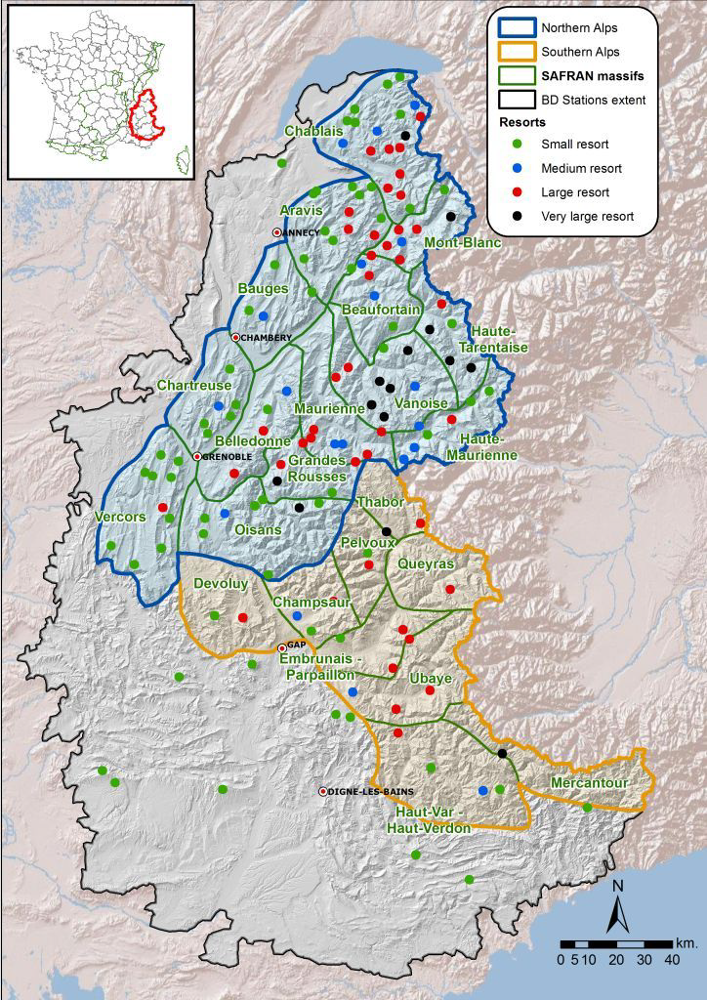 Northern Alps
Southern Alps
SAFRAN massifs
BD Stations extent
Resorts
Small resort
Medium resort
Large resort
Very large resort
Chablais
Aravis
ANNECY
Mont-Blanc
Bauges
Beaufortain
CHAMBERY
Haute-
Tarentaise
Chartreuse
Maurienne
Vanoise
Belledonne
Haute-
Maurienne
GRENOBLE
Grandes
Rousses
Thabor
Vercors
Oisans
Pelvoux
Queyras
Devoluy
Champsaur
GAP
Embrunais -
Parpaillon
Ubaye
Mercantour
DIGNE-LES-BAINS
Haut-Var -
Haut-Verdon
N
km.
0 5 10 20 30 40